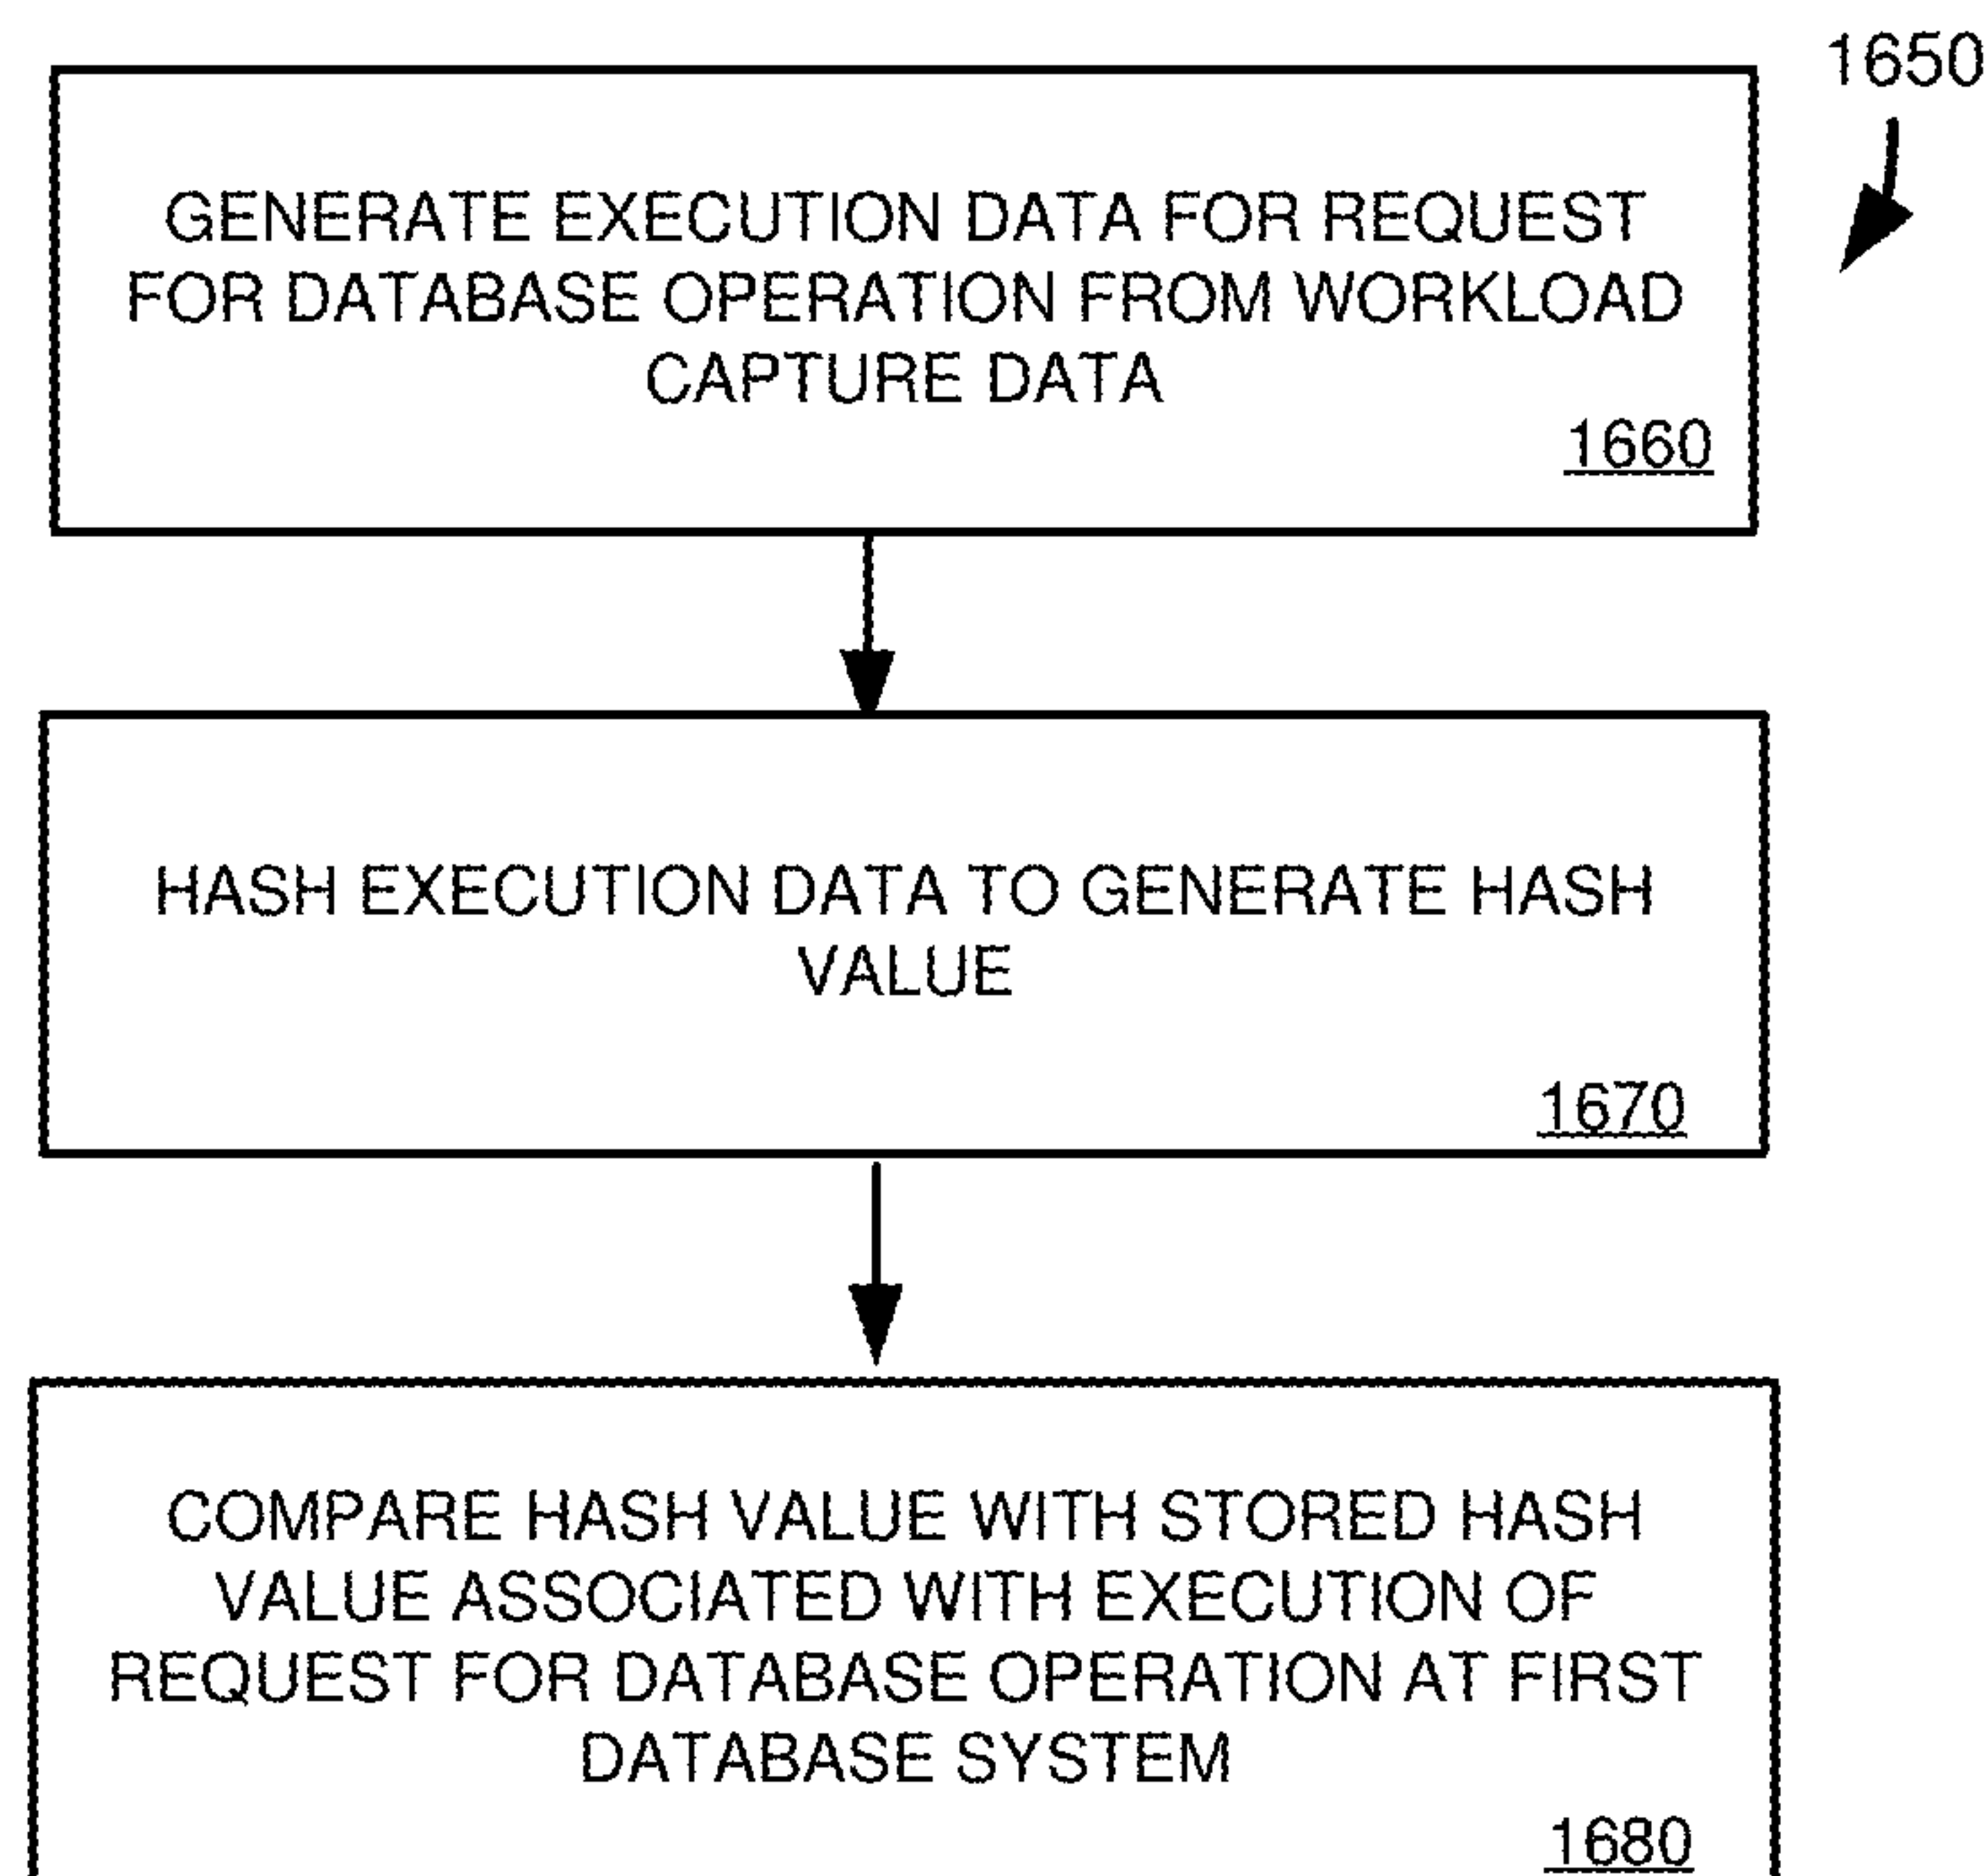 1650
GENERATE EXECUTION DATA FOR REQUEST
FOR DATABASE OPERATION FROM WORKLOAD
CAPTURE DATA
1660
HASH EXECUTION DATA TO GENERATE HASH
VALUE
1670
COMPARE HASH VALUE WITH STORED HASH
VALUE ASSOCIATED WITH EXECUTION OF
REQUEST FOR DATABASE OPERATION AT FIRST
DATABASE SYSTEM
1680